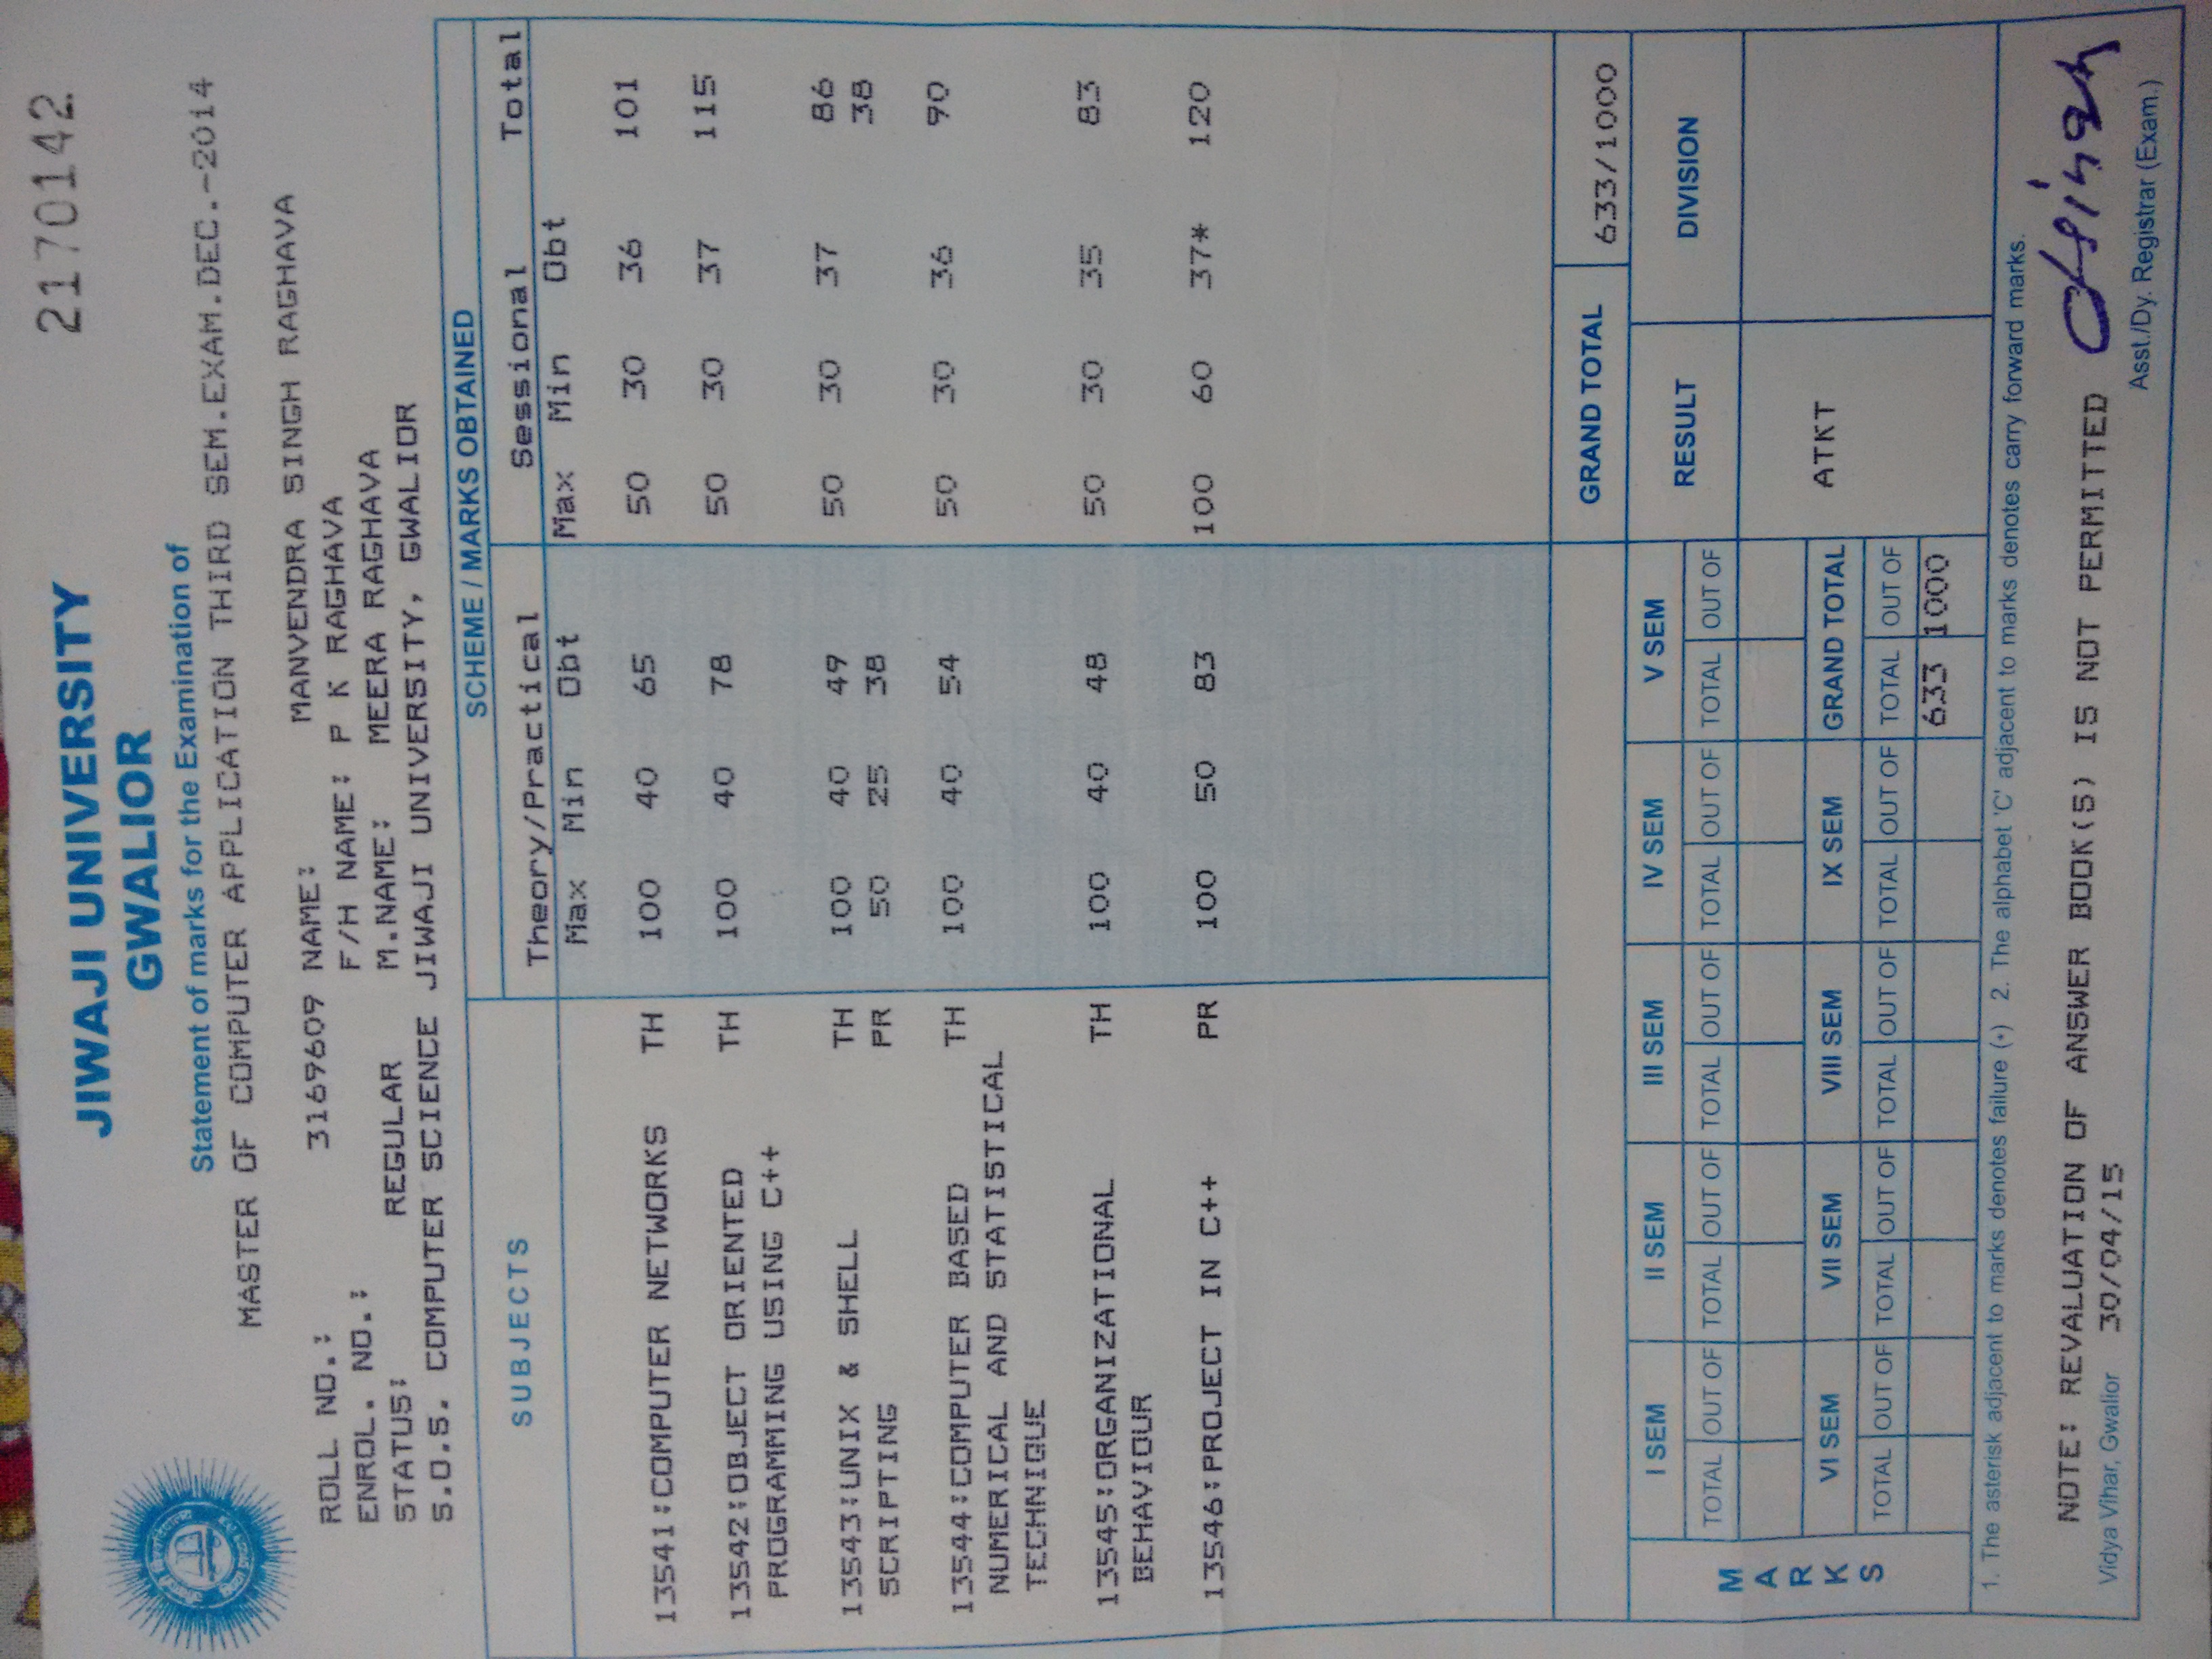 2170142
JIWAJI UNIVERSITY
GWALIOR
Statement of marks for the Examination of
MASTER OF COMPUTER APPLICATION THIRD SEM.EXAM.DEC.-2014
ROLL NO.: 3169609 NAME: MANVENDRA SINGH RAGHAVA
ENROL. NO.: F/H NAME: P K RAGHAVA
STATUS: REGULAR M.NAME: MEERA RAGHAVA
S.O.S. COMPUTER SCIENCE JIWAJI UNIVERSITY, GWALIOR
SUBJECTS SCHEME / MARKS OBTAINED
Theory/Practical Sessional Total
Max Min Obt Max Min Obt
13541:COMPUTER NETWORKS TH 100 40 65 50 30 36 101
13542:OBJECT ORIENTED TH 100 40 78 50 30 37 115
PROGRAMMING USING C++
13543:UNIX & SHELL TH 100 40 49 50 30 37 86
SCRIPTING PR 50 25 38 38
13544:COMPUTER BASED TH 100 40 54 50 30 36 90
NUMERICAL AND STATISTICAL
TECHNIQUE
13545:ORGANIZATIONAL TH 100 40 48 50 30 35 83
BEHAVIOUR
13546:PROJECT IN C++ PR 100 50 83 100 60 37* 120
GRAND TOTAL 633/1000
MARKS I SEM II SEM III SEM IV SEM V SEM RESULT DIVISION
TOTAL OUT OF TOTAL OUT OF TOTAL OUT OF TOTAL OUT OF TOTAL OUT OF
VI SEM VII SEM VIII SEM IX SEM GRAND TOTAL ATKT
TOTAL OUT OF TOTAL OUT OF TOTAL OUT OF TOTAL OUT OF TOTAL OUT OF
633 1000
1. The asterisk adjacent to marks denotes failure (*) 2. The alphabet 'C' adjacent to marks denotes carry forward marks.
NOTE: REVALUATION OF ANSWER BOOK(S) IS NOT PERMITTED
Vidya Vihar, Gwalior 30/04/15
Asst./Dy. Registrar (Exam.)